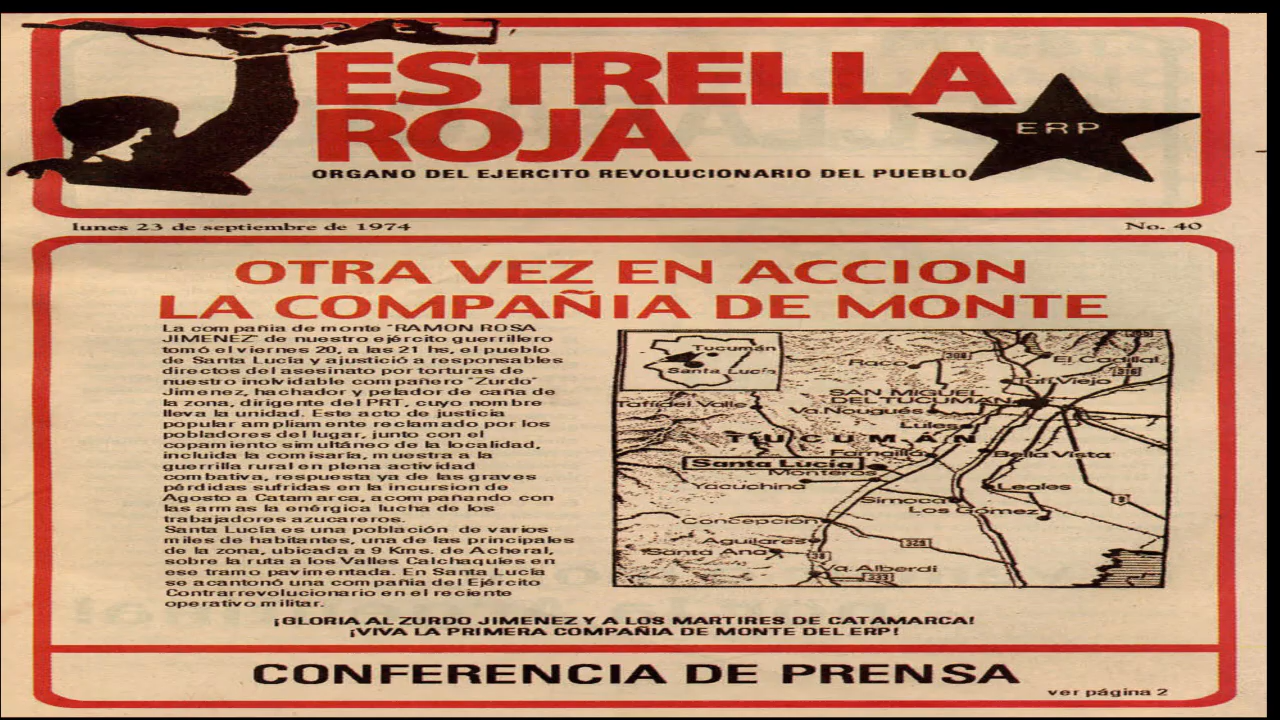 ESTRELLA
ROJA
ERP
ORGANO DEL EJERCITO REVOLUCIONARIO DEL PUEBLO
lunes 23 de septiembre de 1974
No. 40
OTRA VEZ EN ACCION
LA COMPAÑIA DE MONTE
La compañia de monte "RAMON ROSA
JIMENEZ" de nuestro ejército guerrillero
tomó el viernes 20, a las 21 hs, el pueblo
de Santa Lucía y ajustició a responsables
directos del asesinato por torturas de
nuestro inolvidable compañero "Zurdo"
Jimenez, hachador y pelador de caña de
la zona, dirigente del PRT, cuyo nombre
lleva la unidad. Este acto de justicia
popular ampliamente reclamado por los
pobladores del lugar, junto con el
copamiento simultáneo de la localidad,
incluida la comisaría, muestra a la
guerrilla rural en plena actividad
combativa, respuesta ya de las graves
pérdidas sufridas en la incursion de
Agosto a Catamarca, acompañando con
las armas la enérgica lucha de los
trabajadores azucareros.
Santa Lucía es una población de varios
miles de habitantes, una de las principales
de la zona, ubicada a 9 Kms. de Acheral,
sobre la ruta a los Valles Calchaquíes en
ese tramo pavimentada. En Santa Lucía
se acantonó una compañia del Ejército
Contrarrevolucionario en el reciente
operativo militar.
Tucumán
Santa Lucía
Raco
El Cadillal
Tafí Viejo
SAN MIGUEL
DEL TUCUMAN
Tafí del Valle
Va. Nougués
Lules
TUCUMAN
Famaillá
Bella Vista
Santa Lucía
Monteros
Yacuchina
Leales
Simoca
Los Gómez
Concepción
Aguilares
Santa Ana
38
Va. Alberdi
¡GLORIA AL ZURDO JIMENEZ Y A LOS MARTIRES DE CATAMARCA!
¡VIVA LA PRIMERA COMPAÑIA DE MONTE DEL ERP!
CONFERENCIA DE PRENSA
ver página 2